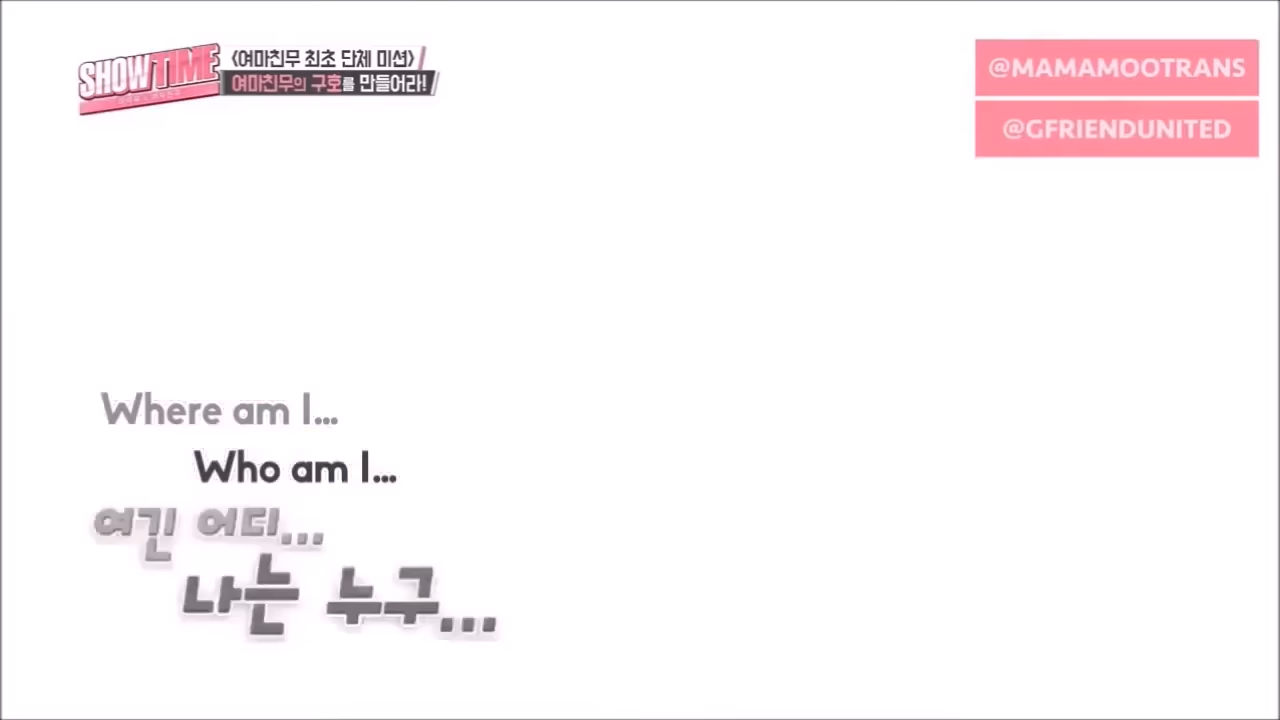 SHOWTIME
<여마친무 최초 단체 미션>
여마친무의 구호를 만들어라!
@MAMAMOOTRANS
@GFRIENDUNITED
Where am I...
Who am I...
여긴 어디...
나는 누구...